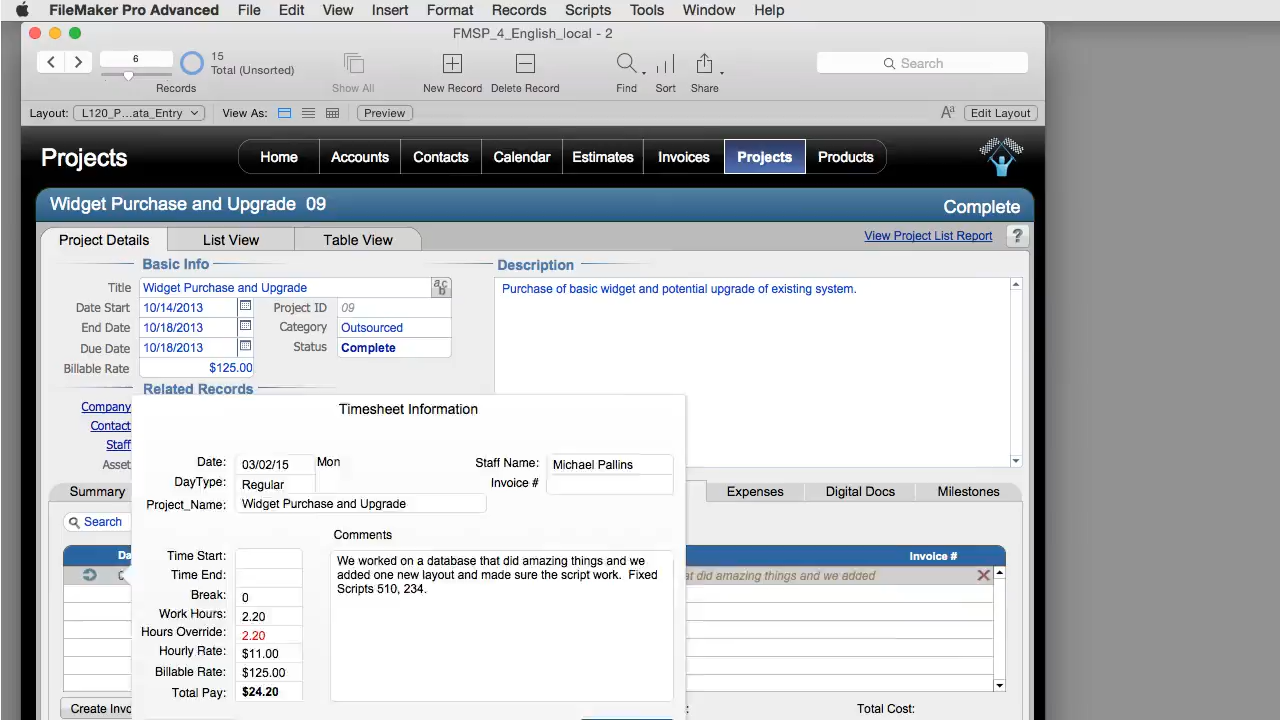 FileMaker Pro Advanced File Edit View Insert Format Records Scripts Tools Window Help
FMSP_4_English_local - 2
6
15
Total (Unsorted)
Records
Show All
New Record
Delete Record
Find
Sort
Share
Search
Layout: L120_P...ata_Entry View As: Preview Aa Edit Layout
Projects
Home Accounts Contacts Calendar Estimates Invoices Projects Products
Widget Purchase and Upgrade 09
Complete
Project Details List View Table View
View Project List Report ?
Basic Info
Title Widget Purchase and Upgrade
Date Start 10/14/2013 Project ID 09
End Date 10/18/2013 Category Outsourced
Due Date 10/18/2013 Status Complete
Billable Rate $125.00
Description
Purchase of basic widget and potential upgrade of existing system.
Related Records
Company
Contact
Staff
Asset
Timesheet Information
Date: 03/02/15 Mon
DayType: Regular
Project_Name: Widget Purchase and Upgrade
Staff Name: Michael Pallins
Invoice #
Comments
We worked on a database that did amazing things and we
added one new layout and made sure the script work. Fixed
Scripts 510, 234.
Time Start:
Time End:
Break: 0
Work Hours: 2.20
Hours Override: 2.20
Hourly Rate: $11.00
Billable Rate: $125.00
Total Pay: $24.20
Summary Expenses Digital Docs Milestones
Search
Da
Invoice #
at did amazing things and we added
Create Invo
Total Cost: